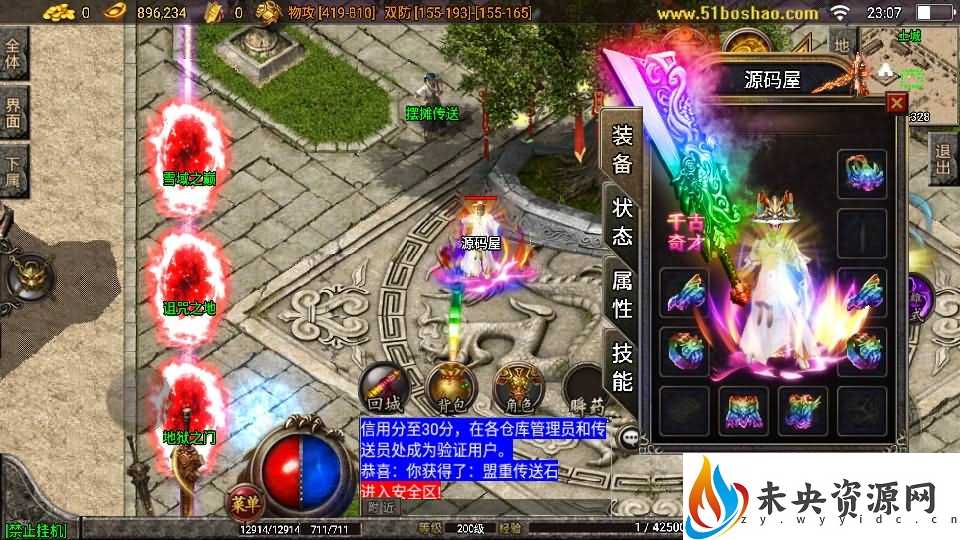 0
896,234
0
物攻 [419-810] 双防 [155-193]-[155-165]
www.51boshao.com
23:07
全体
界面
下属
地
土城
328
退出
源码屋
摆摊传送
雪域之巅
诅咒之地
地狱之门
源码屋
千古
奇才
装备
状态
属性
技能
回城
背包
角色
瞬药
信用分至30分，在各仓库管理员和传
送员处成为验证用户。
恭喜：你获得了：盟重传送石
进入安全区!
附近
菜单
[禁止挂机]
12914/12914
711/711
等级
200级
经验
1 / 42500
未央资源网
zy.wyyidc.cn